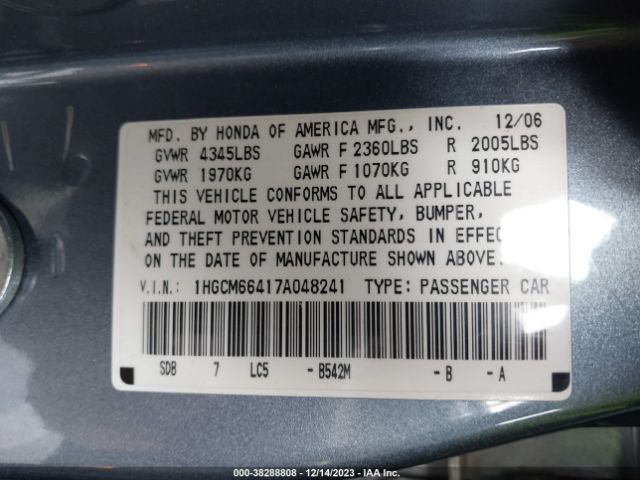 MFD. BY HONDA OF AMERICA MFG., INC. 12/06
GVWR 4345LBS GAWR F 2360LBS R 2005LBS
GVWR 1970KG GAWR F 1070KG R 910KG
THIS VEHICLE CONFORMS TO ALL APPLICABLE
FEDERAL MOTOR VEHICLE SAFETY, BUMPER,
AND THEFT PREVENTION STANDARDS IN EFFEC
ON THE DATE OF MANUFACTURE SHOWN ABOVE.
V.I.N.: 1HGCM66417A048241 TYPE: PASSENGER CAR
SDB 7 LC5 - B542M - B - A
000-38288808 - 12/14/2023 - IAA Inc.